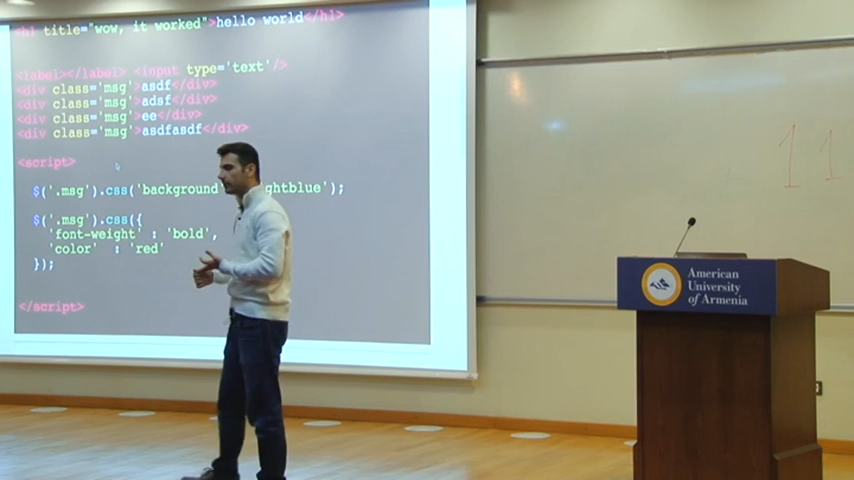 <h1 title="wow, it worked">hello world</h1>
<label></label> <input type='text'/>
<div class='msg'>asdf</div>
<div class='msg'>adsf</div>
<div class='msg'>ee</div>
<div class='msg'>asdfasdf</div>
<script>
$('.msg').css('background' ghtblue');
$('.msg').css({
'font-weight' : 'bold',
'color' : 'red'
});
</script>
11
American
University
of Armenia